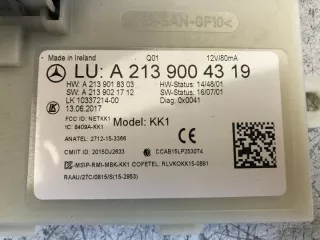 >SAN-GF10<
Made in Ireland Q01 12V/80mA
LU: A 213 900 43 19
HW: A 213 901 83 03 HW-Status: 14/48/01
SW: A 213 902 17 12 SW-Status: 16/07/01
LK 10337214-00 Diag. 0x0041
13.06.2017
FCC ID: NETKK1
IC: 8409A-KK1 Model: KK1
ANATEL: 2712-15-3366
CMIIT ID: 2015DJ2633 CCAB15LP2530T4
-MSIP-RMI-MBK-KK1 COFETEL: RLVKOKK15-0891
RAAU/27C/0815/S(15-2853)